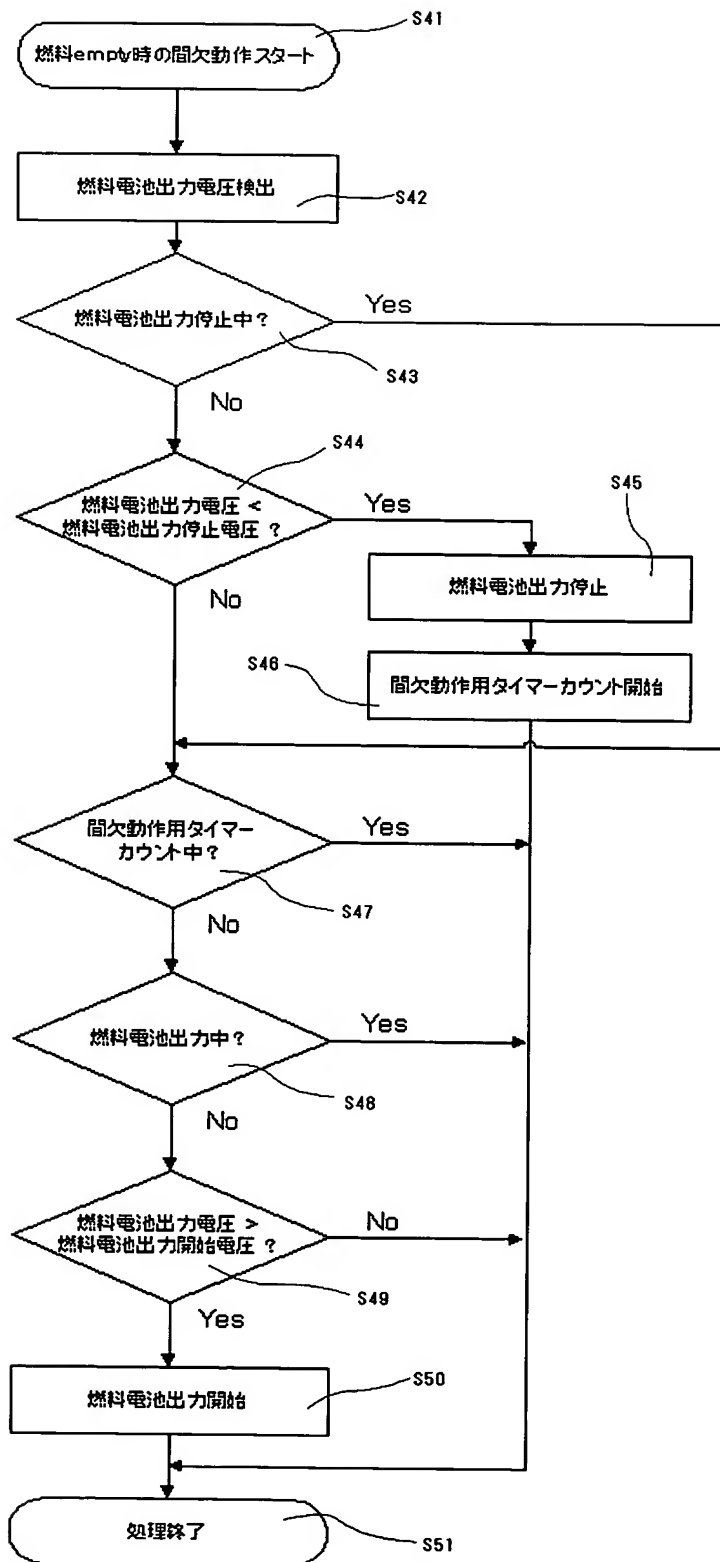 S41
燃料empty時の間欠動作スタート
燃料電池出力電圧検出
S42
燃料電池出力停止中?
Yes
S43
No
S44
燃料電池出力電圧 <
燃料電池出力停止電圧 ?
Yes
S45
燃料電池出力停止
No
S46
間欠動作用タイマーカウント開始
間欠動作用タイマー
カウント中?
Yes
S47
No
燃料電池出力中?
Yes
S48
No
燃料電池出力電圧 >
燃料電池出力開始電圧 ?
No
S49
Yes
燃料電池出力開始
S50
処理終了
S51